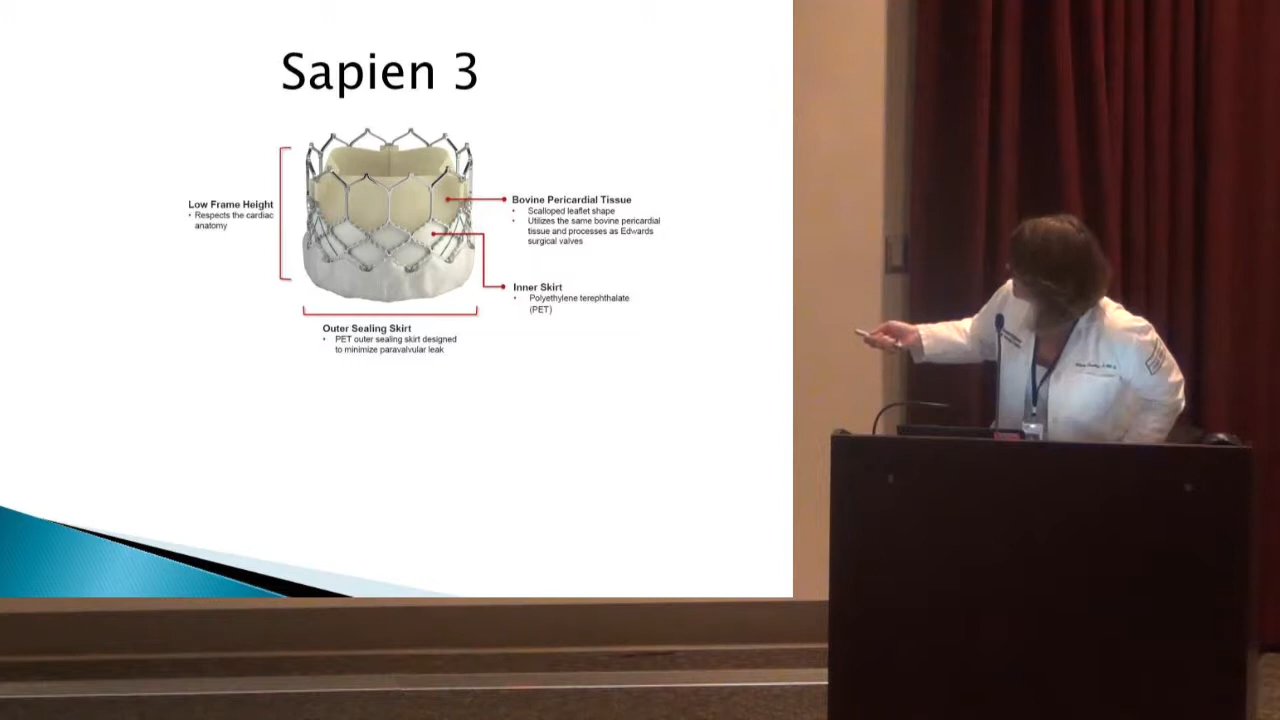 Sapien 3
Low Frame Height
• Respects the cardiac
anatomy
Bovine Pericardial Tissue
• Scalloped leaflet shape
• Utilizes the same bovine pericardial
tissue and processes as Edwards
surgical valves
Inner Skirt
• Polyethylene terephthalate
(PET)
Outer Sealing Skirt
• PET outer sealing skirt designed
to minimize paravalvular leak